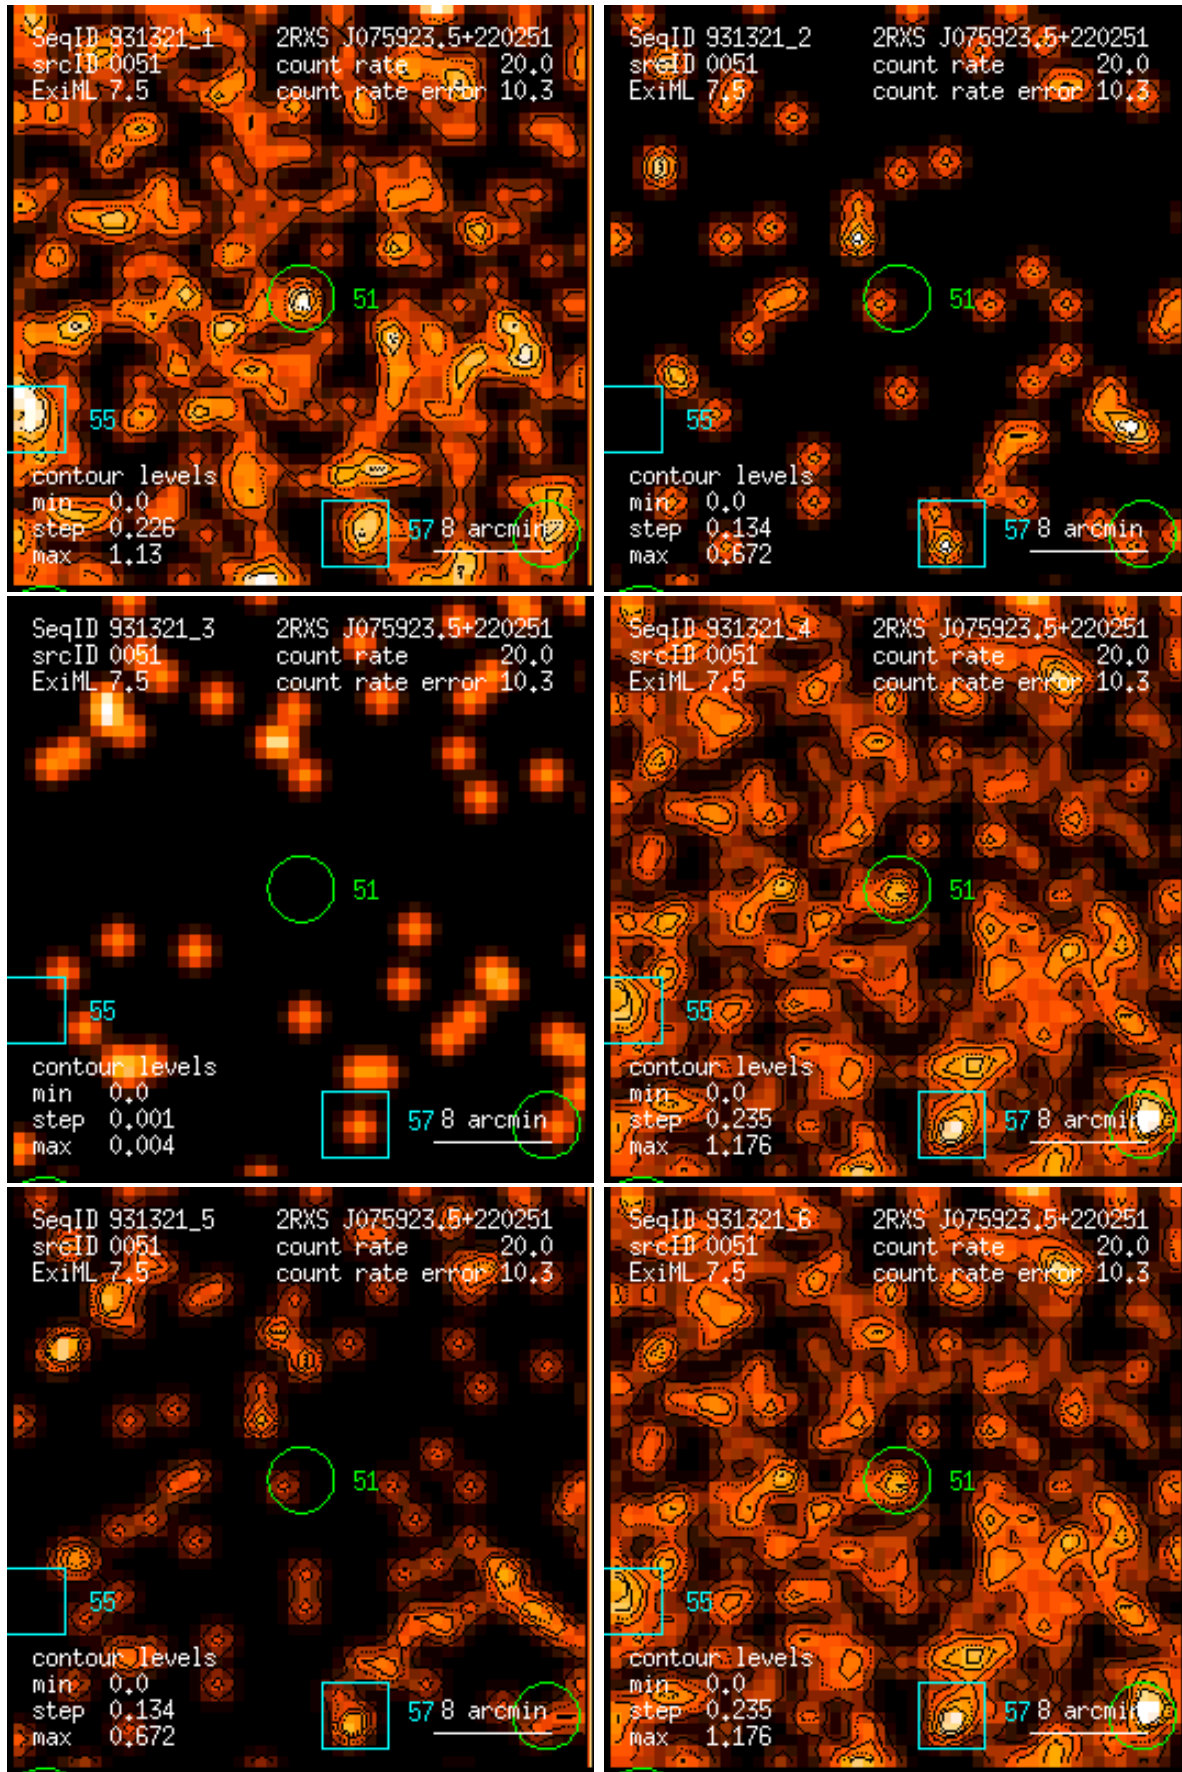 SeqID 931321_1 2RXS J075923.5+220251
srcID 0051 count rate 20.0
ExiML 7.5 count rate error 10.3
51
55
contour levels
min 0.0
step 0.226 57 8 arcmin
max 1.13
SeqID 931321_2 2RXS J075923.5+220251
srcID 0051 count rate 20.0
ExiML 7.5 count rate error 10.3
51
55
contour levels
min 0.0
step 0.134 57 8 arcmin
max 0.672
SeqID 931321_3 2RXS J075923.5+220251
srcID 0051 count rate 20.0
ExiML 7.5 count rate error 10.3
51
55
contour levels
min 0.0
step 0.001 57 8 arcmin
max 0.004
SeqID 931321_4 2RXS J075923.5+220251
srcID 0051 count rate 20.0
ExiML 7.5 count rate error 10.3
51
55
contour levels
min 0.0
step 0.235 57 8 arcmin
max 1.176
SeqID 931321_5 2RXS J075923.5+220251
srcID 0051 count rate 20.0
ExiML 7.5 count rate error 10.3
51
55
contour levels
min 0.0
step 0.134 57 8 arcmin
max 0.672
SeqID 931321_6 2RXS J075923.5+220251
srcID 0051 count rate 20.0
ExiML 7.5 count rate error 10.3
51
55
contour levels
min 0.0
step 0.235 57 8 arcmin
max 1.176